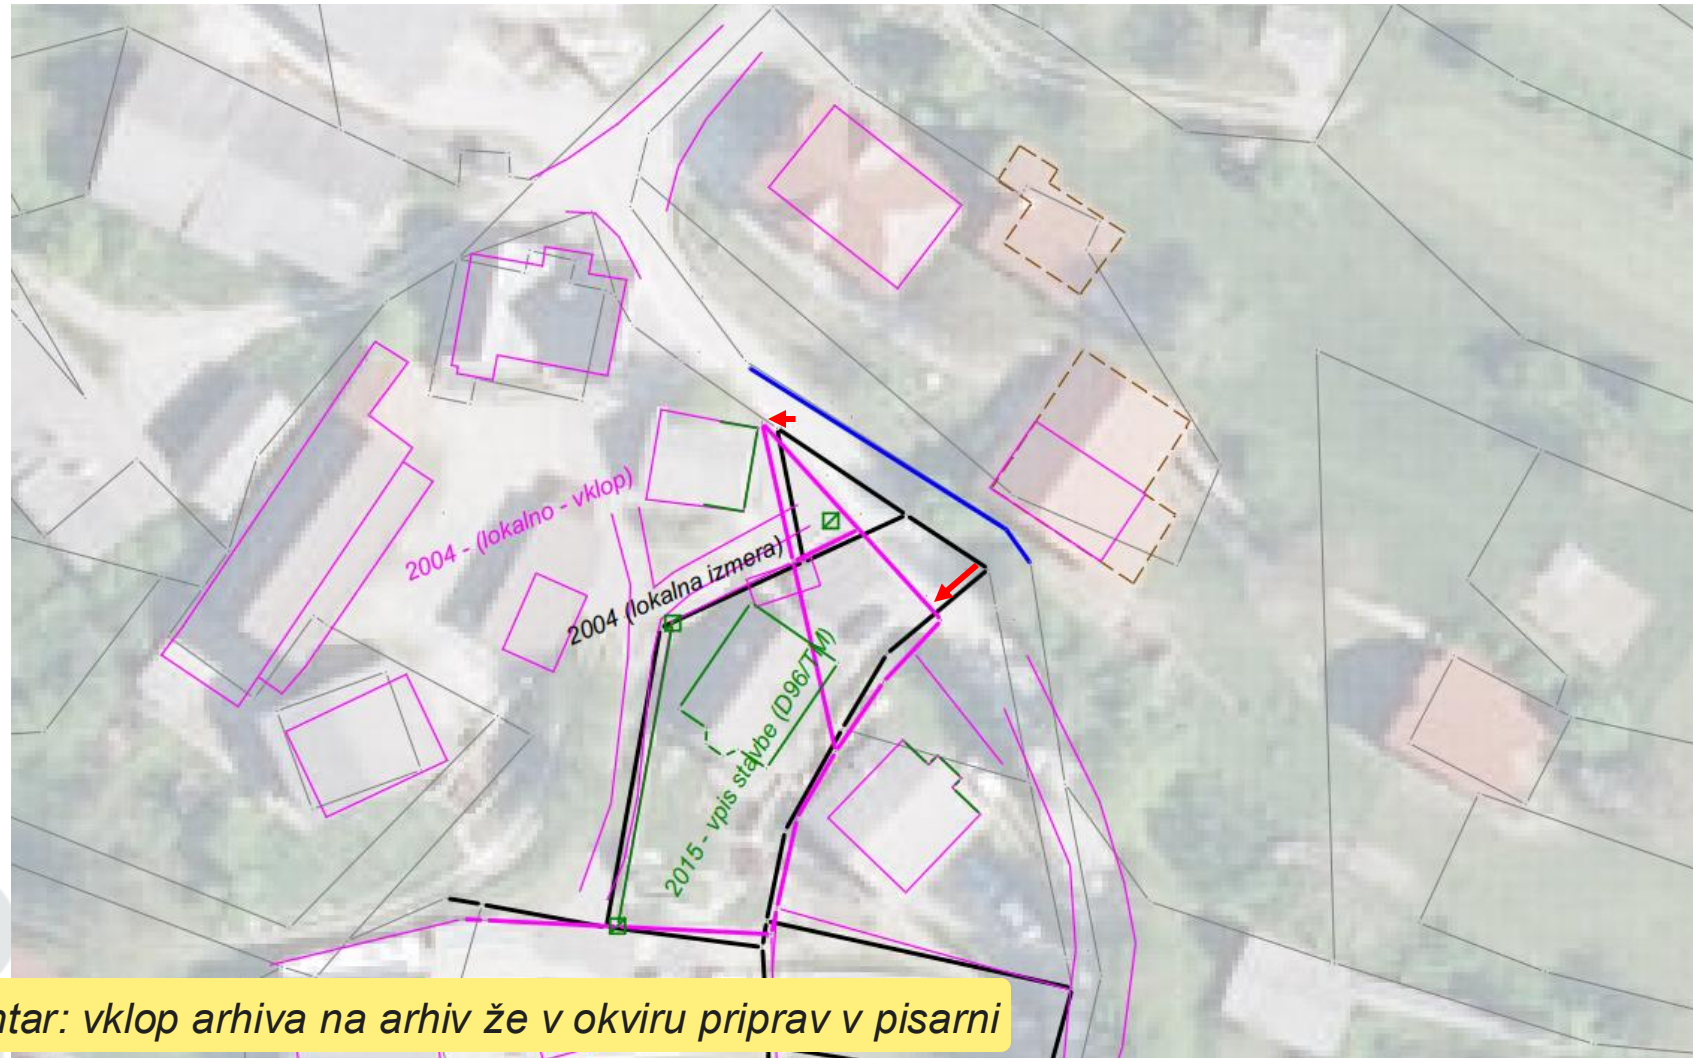 2004 - (lokalno - vklop)
2004 (lokalna izmera)
2015 - vpis stavbe (D96/TM)
ntar: vklop arhiva na arhiv že v okviru priprav v pisarni